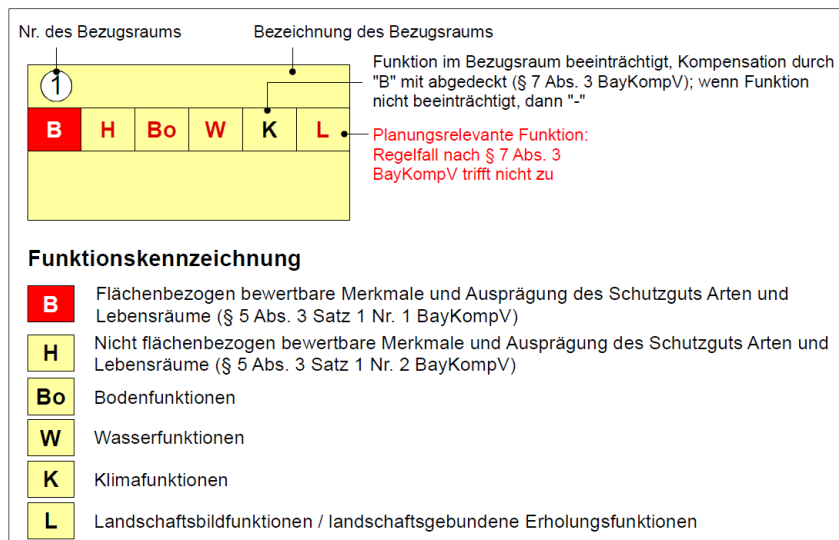 Nr. des Bezugsraums
Bezeichnung des Bezugsraums
Funktion im Bezugsraum beeinträchtigt, Kompensation durch
"B" mit abgedeckt (§ 7 Abs. 3 BayKompV); wenn Funktion
nicht beeinträchtigt, dann "-"
1
B H Bo W K L
Planungsrelevante Funktion:
Regelfall nach § 7 Abs. 3
BayKompV trifft nicht zu
Funktionskennzeichnung
B
Flächenbezogen bewertbare Merkmale und Ausprägung des Schutzguts Arten und
Lebensräume (§ 5 Abs. 3 Satz 1 Nr. 1 BayKompV)
H
Nicht flächenbezogen bewertbare Merkmale und Ausprägung des Schutzguts Arten und
Lebensräume (§ 5 Abs. 3 Satz 1 Nr. 2 BayKompV)
Bo Bodenfunktionen
W Wasserfunktionen
K Klimafunktionen
L Landschaftsbildfunktionen / landschaftsgebundene Erholungsfunktionen